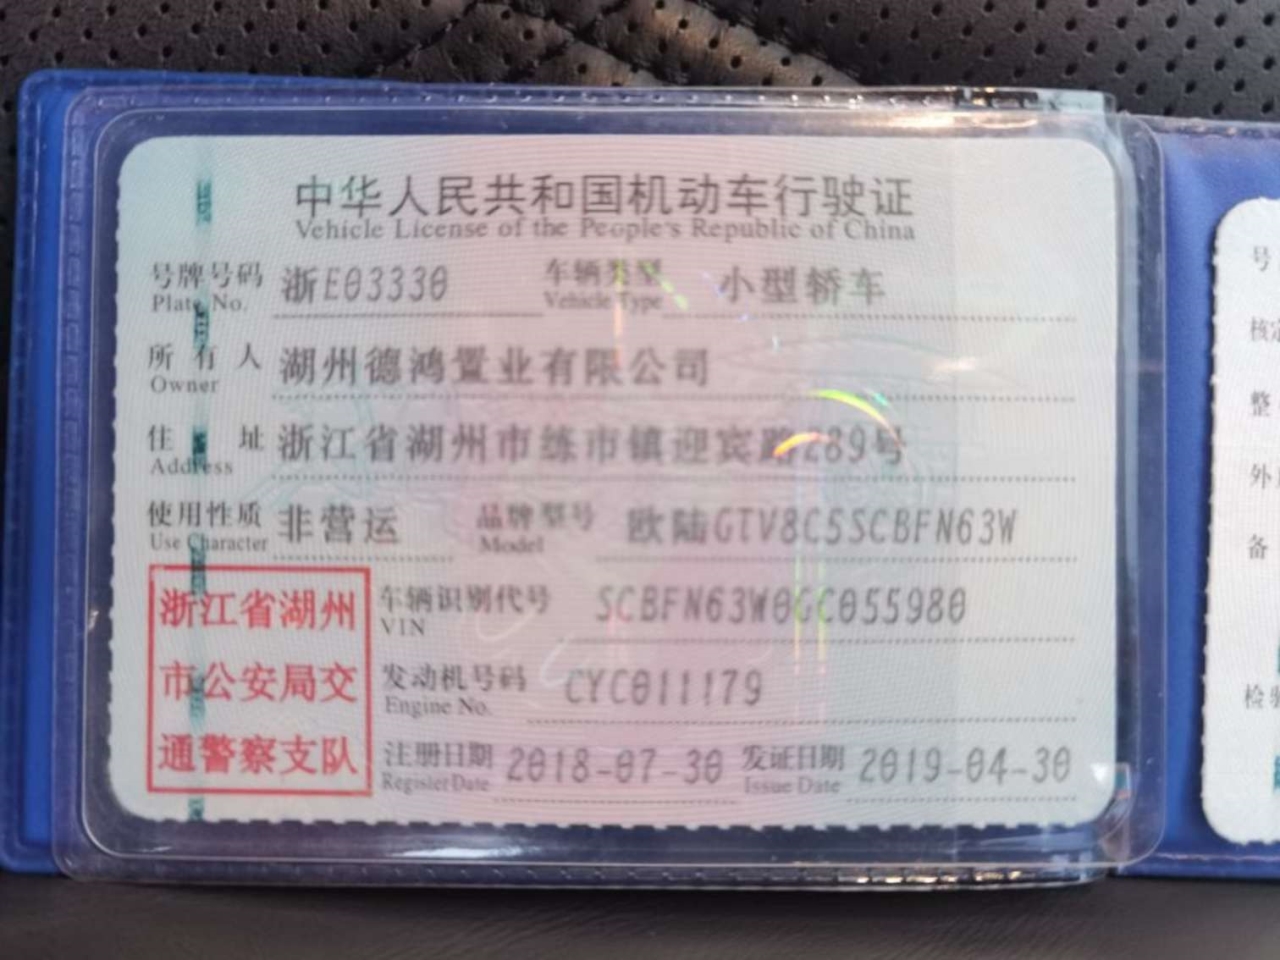 中华人民共和国机动车行驶证
Vehicle License of the People's Republic of China
号牌号码 浙E03330 车辆类型 小型轿车
Plate No. Vehicle Type
所有人 湖州德鸿置业有限公司
Owner
住址 浙江省湖州市练市镇迎宾路289号
Address
使用性质 非营运 品牌型号 欧陆GTV8C5SCBFN63W
Use Character Model
浙江省湖州
市公安局交
通警察支队
车辆识别代号 SCBFN63W0GC055980
VIN
发动机号码 CYC011179
Engine No.
注册日期 2018-07-30 发证日期 2019-04-30
Register Date Issue Date
号
核定
整
外
备
检验